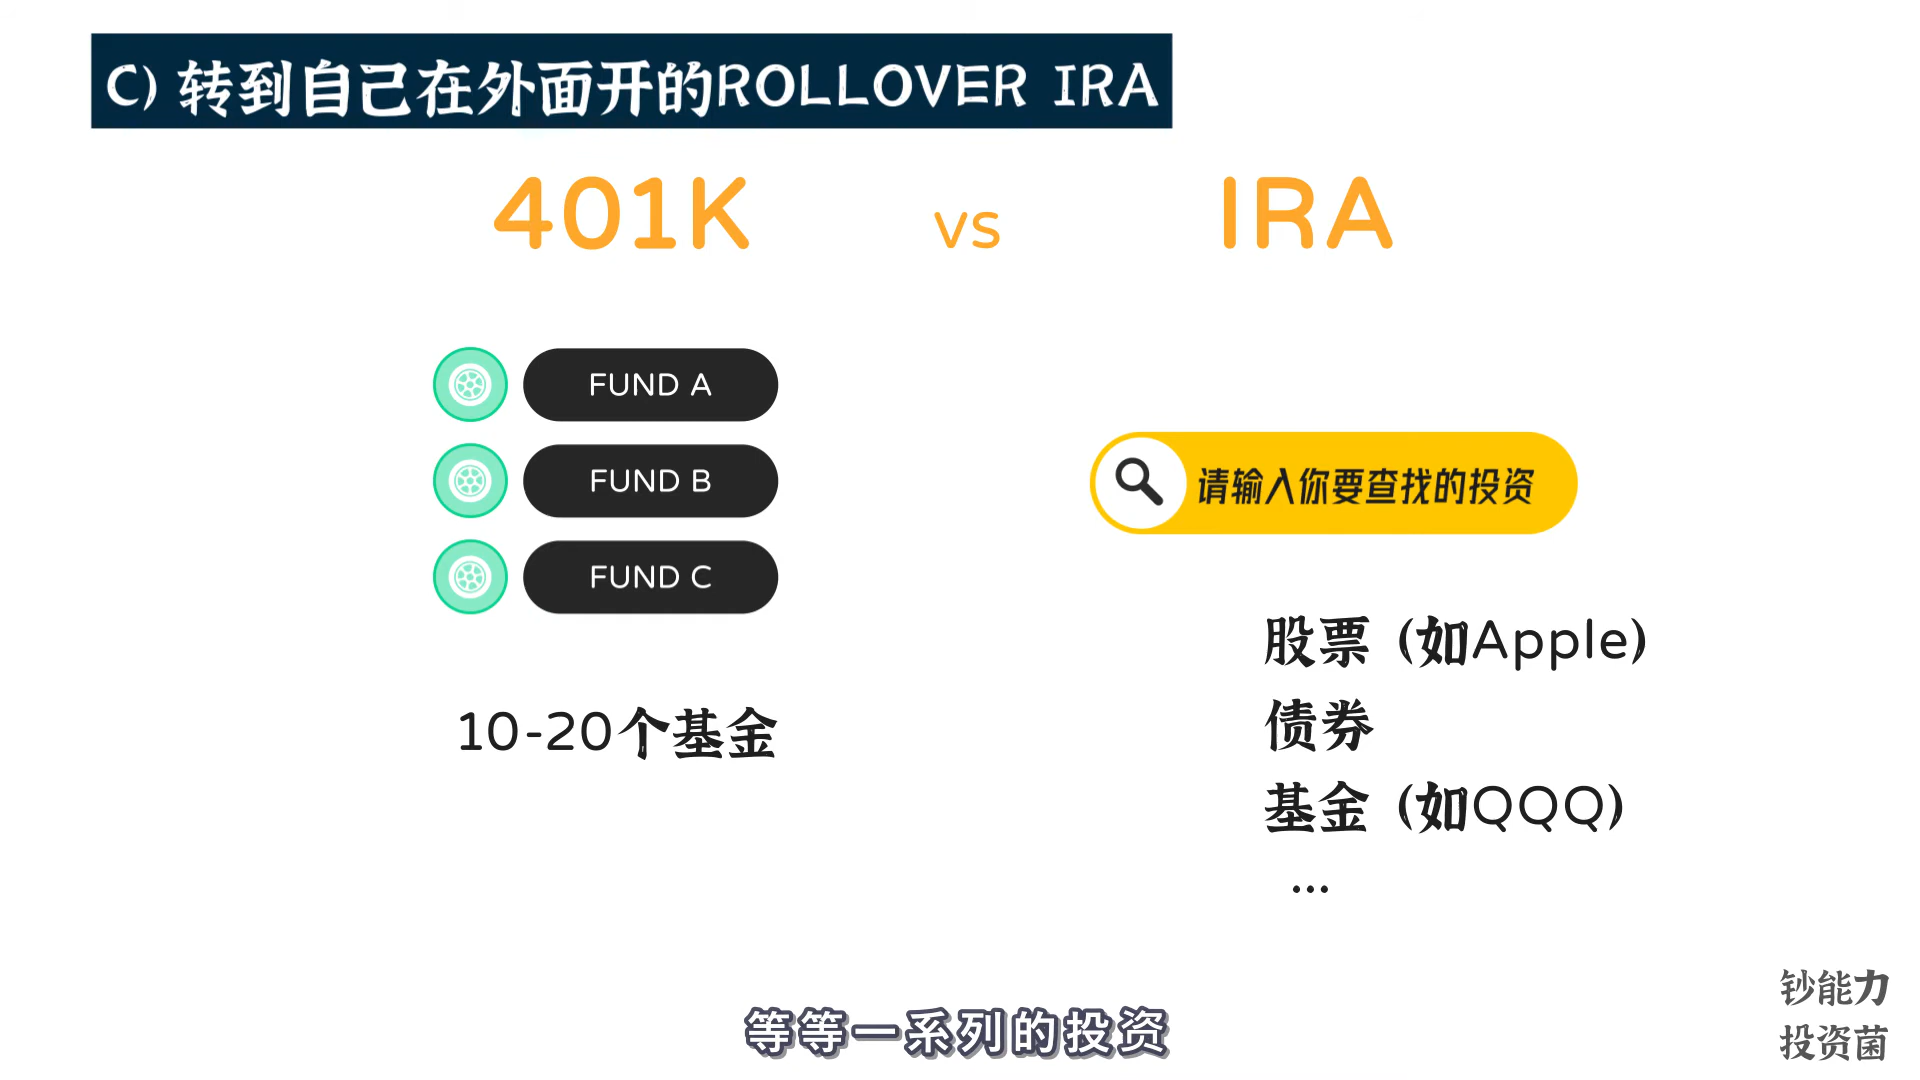 C) 转到自己在外面开的ROLLOVER IRA
401K vs IRA
FUND A
FUND B
FUND C
10-20个基金
请输入你要查找的投资
股票 (如Apple)
债券
基金 (如QQQ)
...
等等一系列的投资
钞能力
投资菌